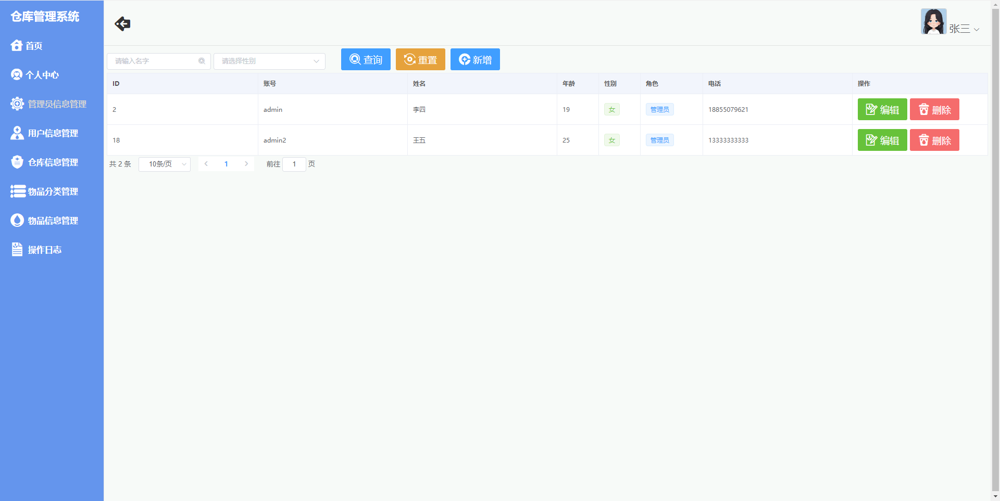 仓库管理系统
首页
个人中心
管理员信息管理
用户信息管理
仓库信息管理
物品分类管理
物品信息管理
操作日志
张三
请输入名字 请选择性别 查询 重置 新增
ID 账号 姓名 年龄 性别 角色 电话 操作
2 admin 李四 19 女 管理员 18855079621 编辑 删除
18 admin2 王五 25 女 管理员 13333333333 编辑 删除
共 2 条 10条/页 1 前往 1 页